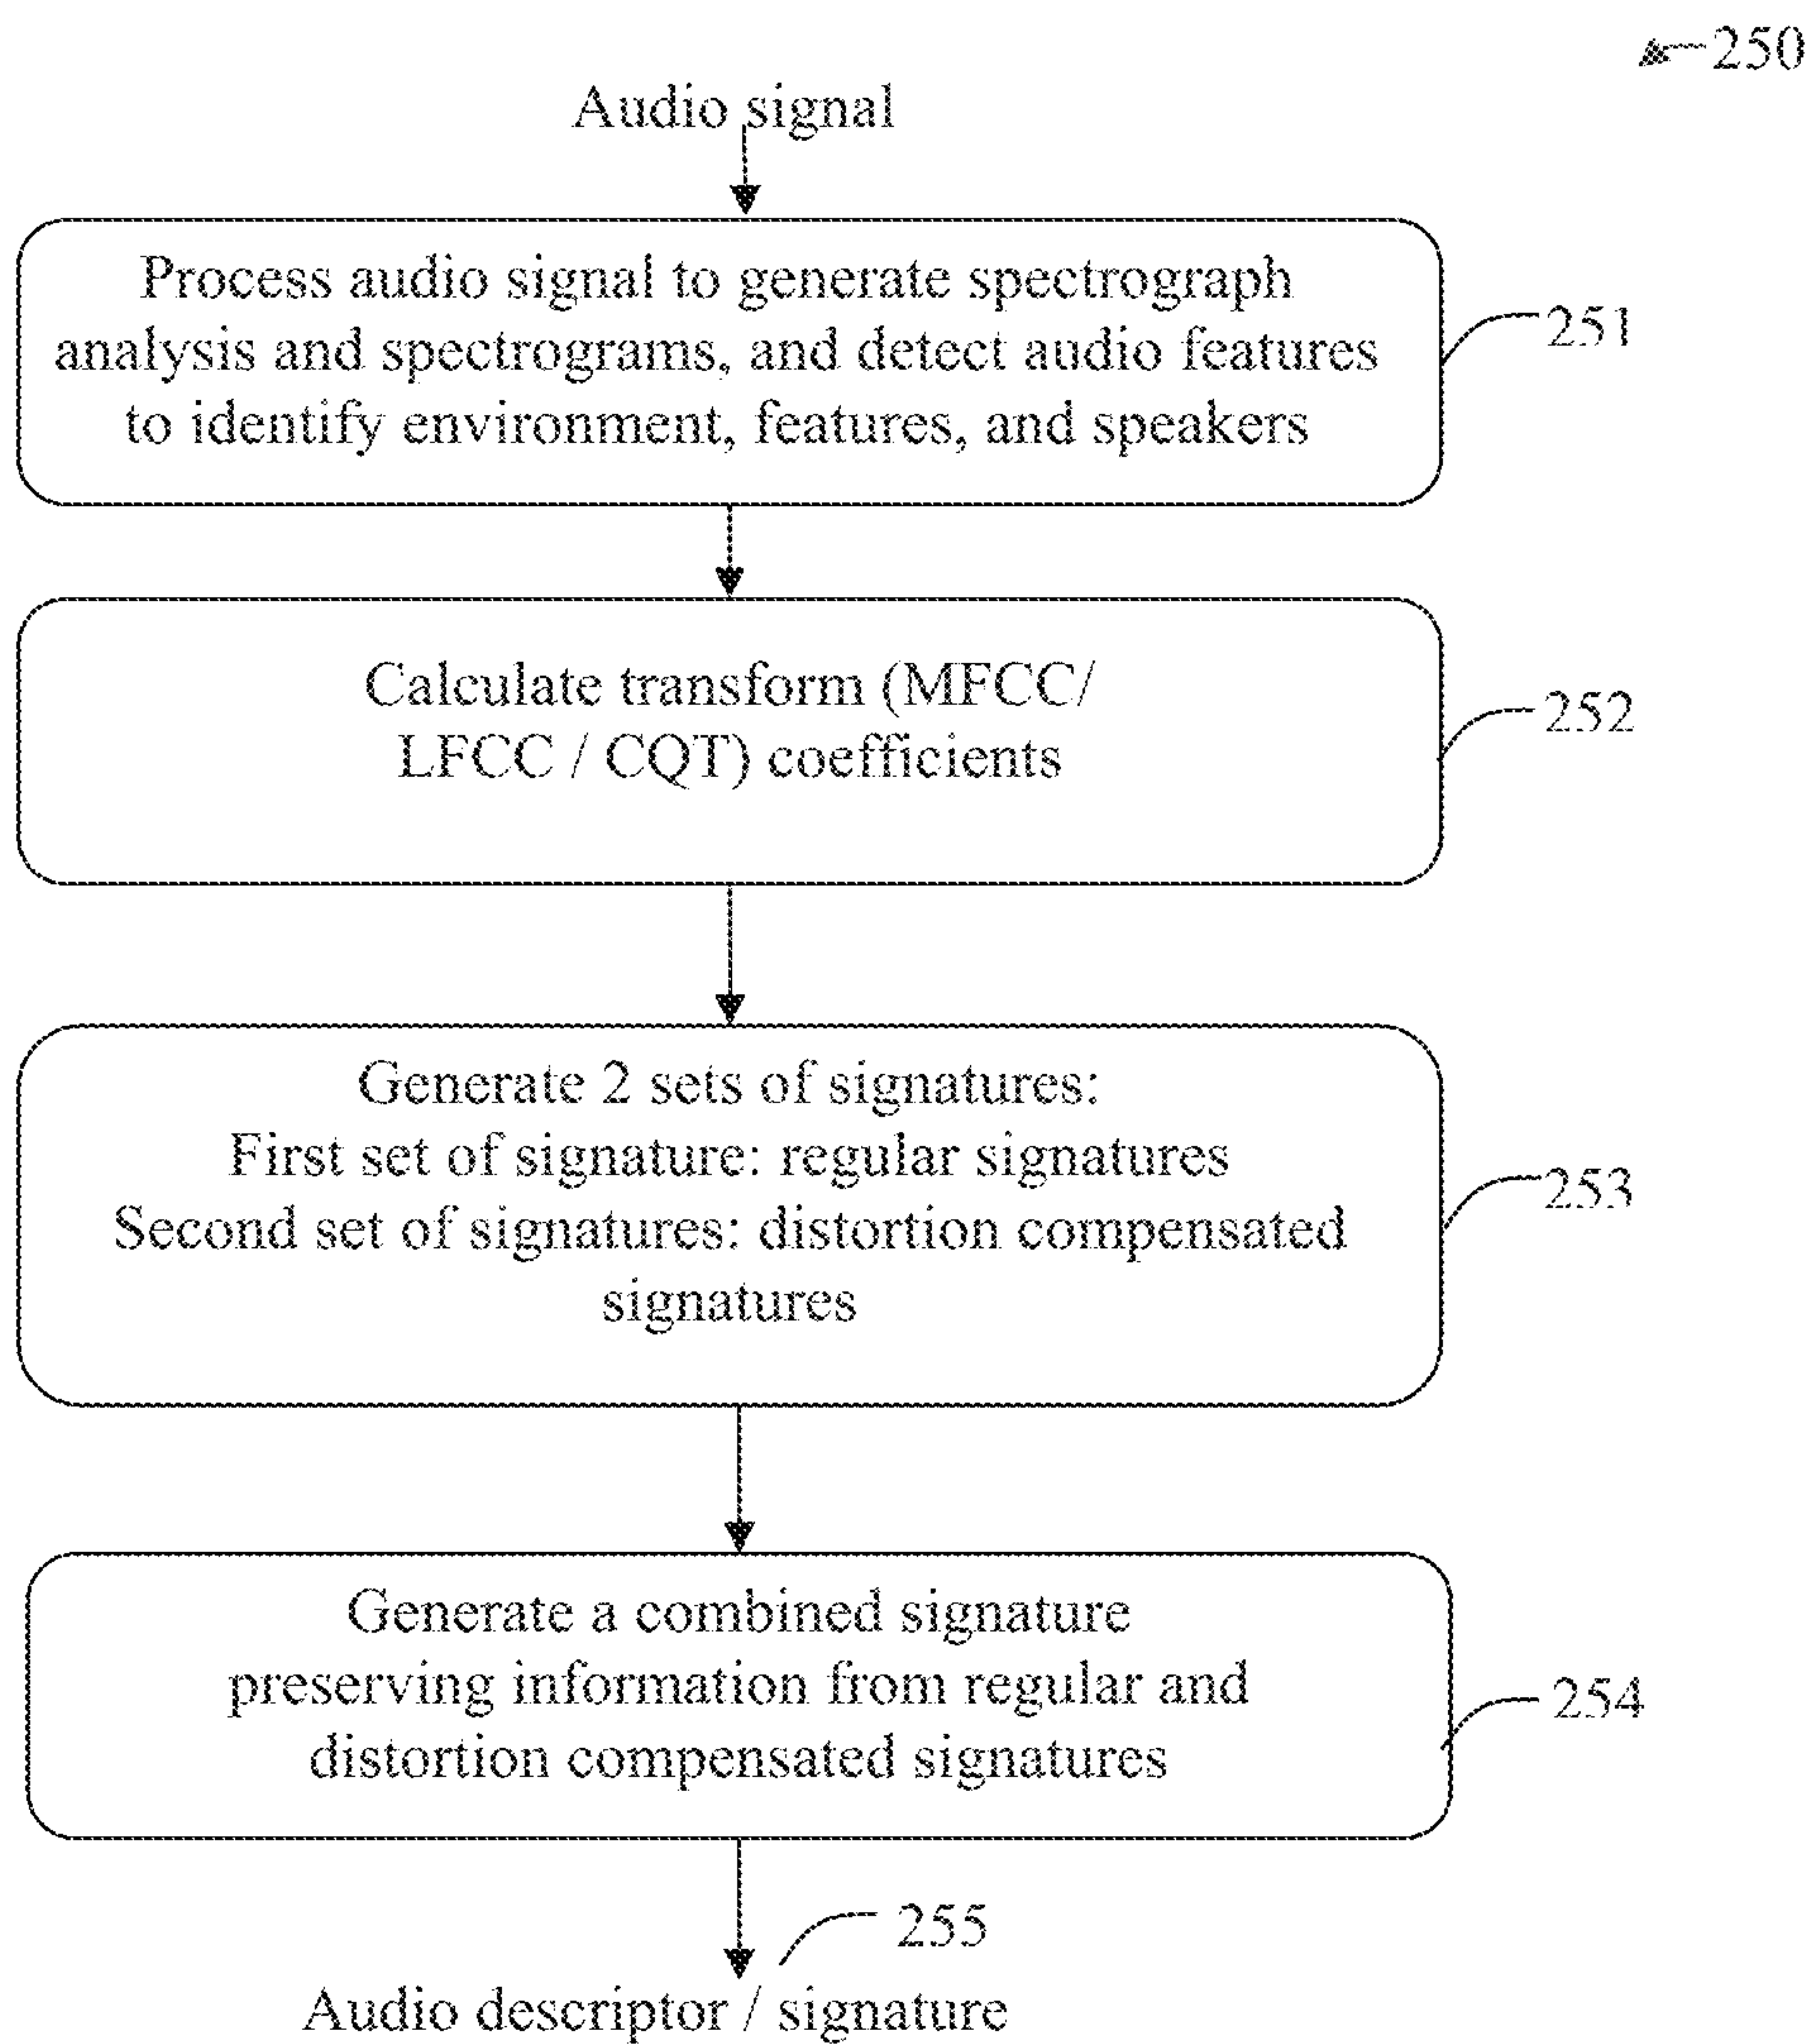 250
Audio signal
Process audio signal to generate spectrograph
analysis and spectrograms, and detect audio features
to identify environment, features, and speakers
251
Calculate transform (MFCC/
LFCC / CQT) coefficients
252
Generate 2 sets of signatures:
First set of signature: regular signatures
Second set of signatures: distortion compensated
signatures
253
Generate a combined signature
preserving information from regular and
distortion compensated signatures
254
255
Audio descriptor / signature